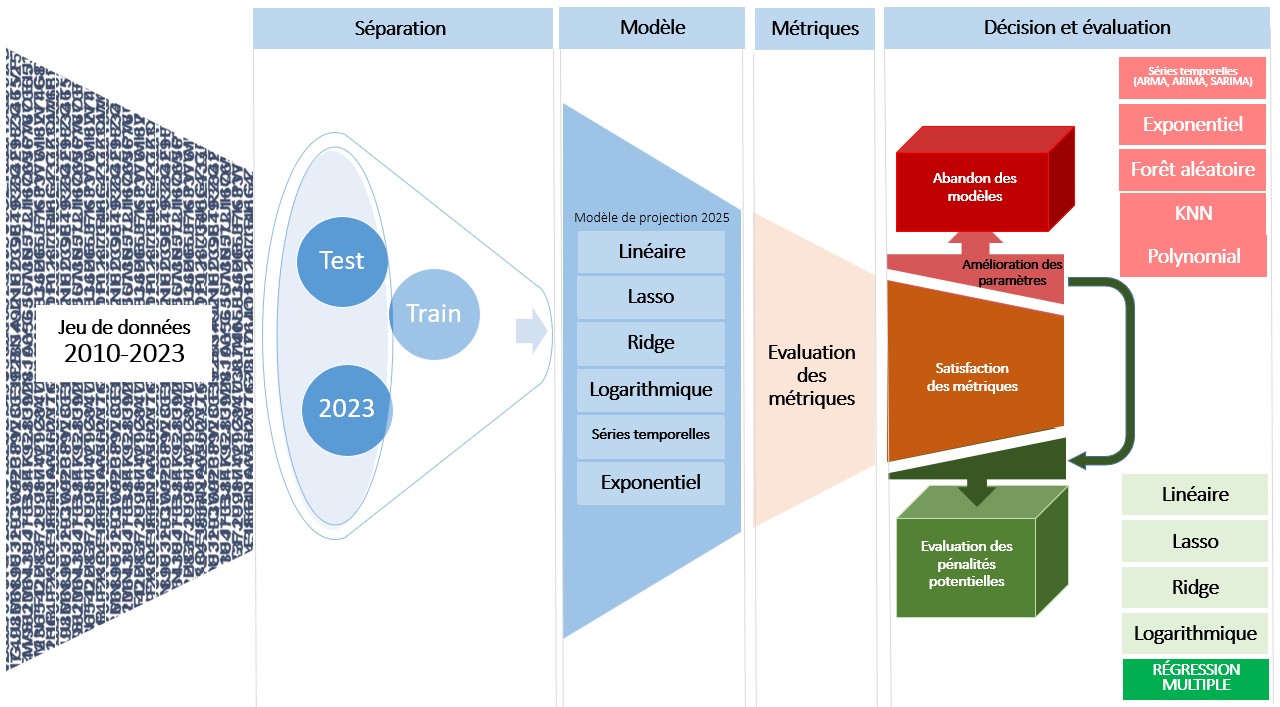 Séparation
Modèle
Métriques
Décision et évaluation
Jeu de données
2010-2023
Test
Train
2023
Modèle de projection 2025
Linéaire
Lasso
Ridge
Logarithmique
Séries temporelles
Exponentiel
Evaluation
des
métriques
Abandon des
modèles
Amélioration des
paramètres
Satisfaction
des métriques
Evaluation des
pénalités
potentielles
Séries temporelles
(ARMA, ARIMA, SARIMA)
Exponentiel
Forêt aléatoire
KNN
Polynomial
Linéaire
Lasso
Ridge
Logarithmique
RÉGRESSION
MULTIPLE